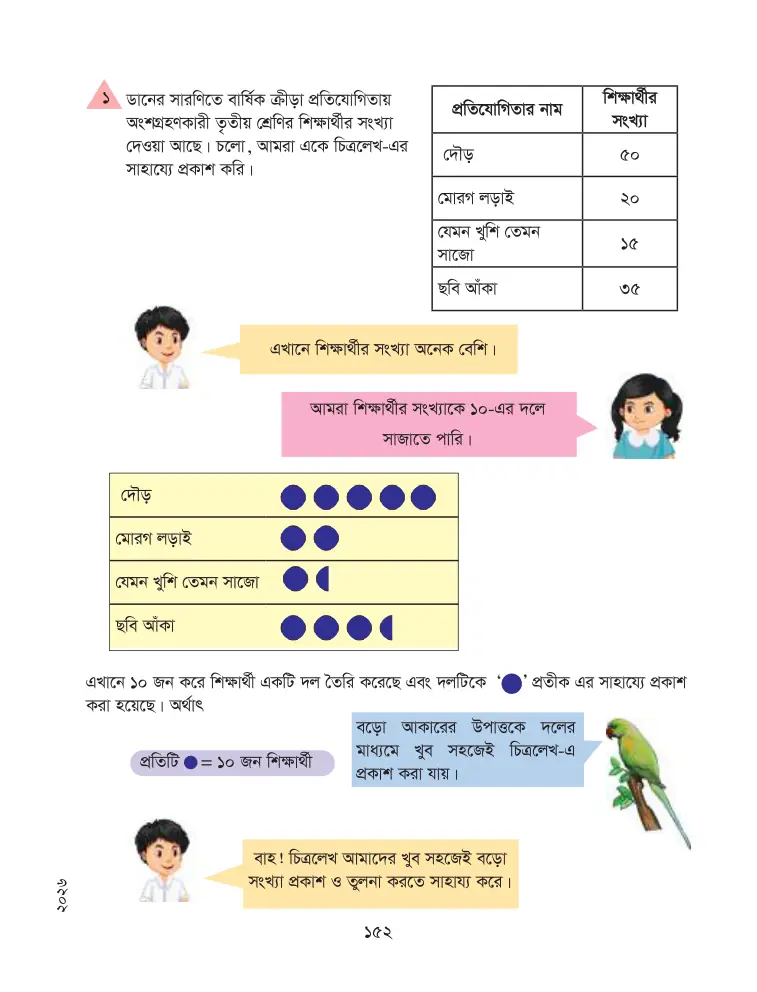 ১ ডানের সারণিতে বার্ষিক ক্রীড়া প্রতিযোগিতায়
অংশগ্রহণকারী তৃতীয় শ্রেণির শিক্ষার্থীর সংখ্যা
দেওয়া আছে। চলো, আমরা একে চিত্রলেখ-এর
সাহায্যে প্রকাশ করি।
প্রতিযোগিতার নাম শিক্ষার্থীর
সংখ্যা
দৌড় ৫০
মোরগ লড়াই ২০
যেমন খুশি তেমন
সাজো ১৫
ছবি আঁকা ৩৫
এখানে শিক্ষার্থীর সংখ্যা অনেক বেশি।
আমরা শিক্ষার্থীর সংখ্যাকে ১০-এর দলে
সাজাতে পারি।
দৌড়
মোরগ লড়াই
যেমন খুশি তেমন সাজো
ছবি আঁকা
এখানে ১০ জন করে শিক্ষার্থী একটি দল তৈরি করেছে এবং দলটিকে ‘●’ প্রতীক এর সাহায্যে প্রকাশ
করা হয়েছে। অর্থাৎ
প্রতিটি ● = ১০ জন শিক্ষার্থী
বড়ো আকারের উপাত্তকে দলের
মাধ্যমে খুব সহজেই চিত্রলেখ-এ
প্রকাশ করা যায়।
বাহ! চিত্রলেখ আমাদের খুব সহজেই বড়ো
সংখ্যা প্রকাশ ও তুলনা করতে সাহায্য করে।
২০২৬
১৫২